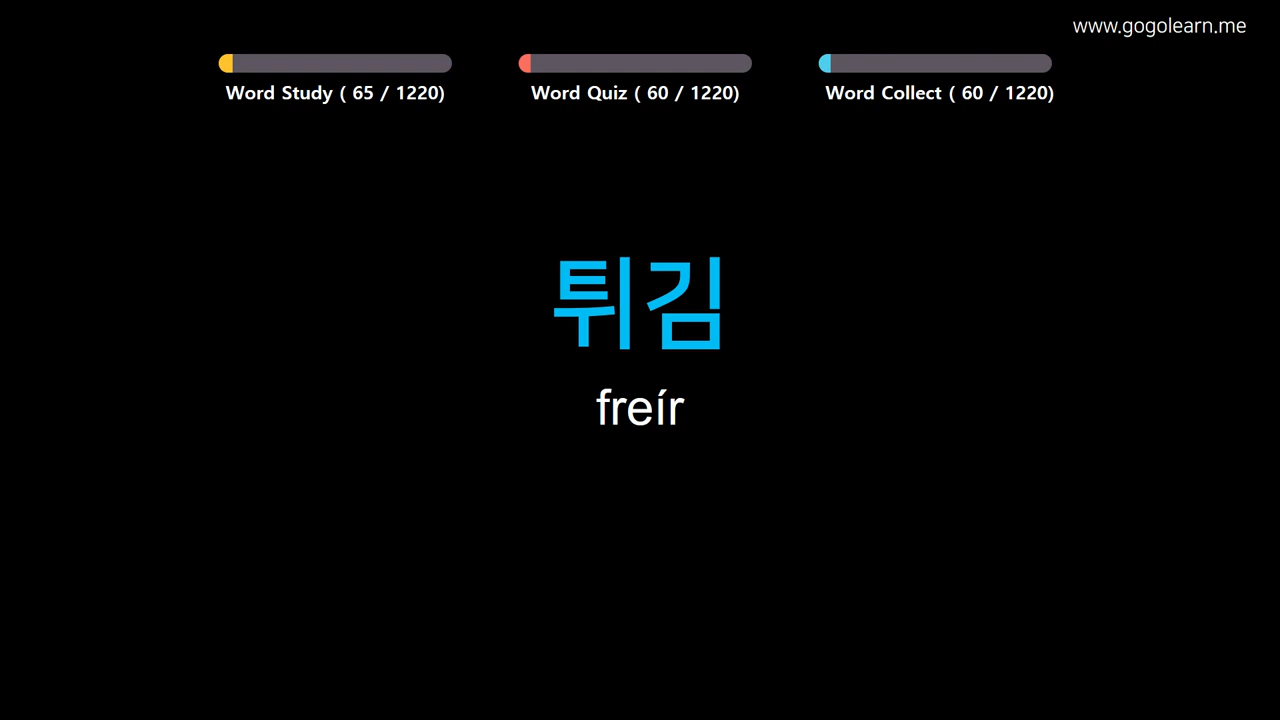 www.gogolearn.me
Word Study ( 65 / 1220)
Word Quiz ( 60 / 1220)
Word Collect ( 60 / 1220)
튀김
freír